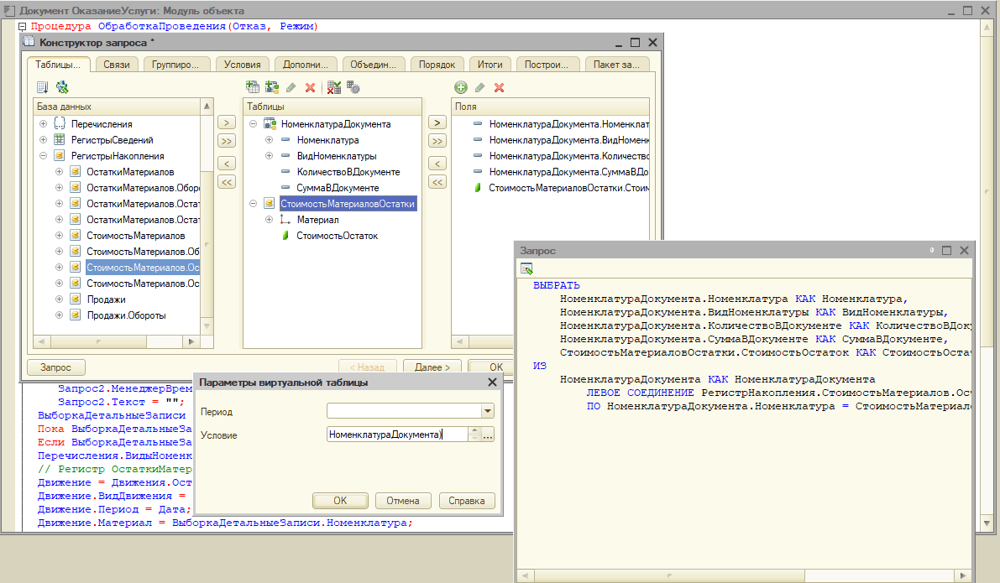 Документ ОказаниеУслуги: Модуль объекта
Процедура ОбработкаПроведения(Отказ, Режим)
Конструктор запроса *
Таблицы... Связи Группиро... Условия Дополни... Объедин... Порядок Итоги Построи... Пакет за...
База данных
Перечисления
РегистрыСведений
РегистрыНакопления
ОстаткиМатериалов
ОстаткиМатериалов.Оборо
ОстаткиМатериалов.Остат
ОстаткиМатериалов.Остат
СтоимостьМатериалов
СтоимостьМатериалов.Об
СтоимостьМатериалов.Ос
СтоимостьМатериалов.Ос
Продажи
Продажи.Обороты
>
>>
<
<<
Таблицы
НоменклатураДокумента
Номенклатура
ВидНоменклатуры
КоличествоВДокументе
СуммаВДокументе
СтоимостьМатериаловОстатки
Материал
СтоимостьОстаток
>
>>
<
<<
Поля
НоменклатураДокумента.Номенклат
НоменклатураДокумента.ВидНоменк
НоменклатураДокумента.Количество
НоменклатураДокумента.СуммаВДо
СтоимостьМатериаловОстатки.Стоим
Запрос < Назад Далее > ОК
Запрос
ВЫБРАТЬ
НоменклатураДокумента.Номенклатура КАК Номенклатура,
НоменклатураДокумента.ВидНоменклатуры КАК ВидНоменклатуры,
НоменклатураДокумента.КоличествоВДокументе КАК КоличествоВДоку
НоменклатураДокумента.СуммаВДокументе КАК СуммаВДокументе,
СтоимостьМатериаловОстатки.СтоимостьОстаток КАК СтоимостьОста
ИЗ
НоменклатураДокумента КАК НоменклатураДокумента
ЛЕВОЕ СОЕДИНЕНИЕ РегистрНакопления.СтоимостьМатериалов.Ост
ПО НоменклатураДокумента.Номенклатура = СтоимостьМатериало
Запрос2.МенеджерВрем
Запрос2.Текст = "";
ВыборкаДетальныеЗаписи
Пока ВыборкаДетальныеЗа
Если ВыборкаДетальныеЗа
Перечисления.ВидыНоменк
// Регистр ОстаткиМатер
Движение = Движения.Ост
Движение.ВидДвижения =
Движение.Период = Дата;
Движение.Материал = ВыборкаДетальныеЗаписи.Номенклатура;
Параметры виртуальной таблицы
Период
Условие НоменклатураДокумента) ...
ОК Отмена Справка